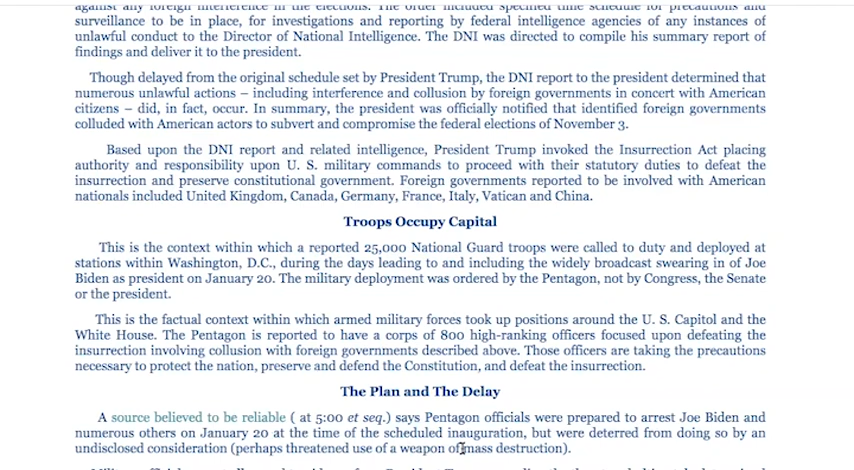 against any foreign interference in the elections. The order included specified time schedule for precautions and
surveillance to be in place, for investigations and reporting by federal intelligence agencies of any instances of
unlawful conduct to the Director of National Intelligence. The DNI was directed to compile his summary report of
findings and deliver it to the president.
Though delayed from the original schedule set by President Trump, the DNI report to the president determined that
numerous unlawful actions – including interference and collusion by foreign governments in concert with American
citizens – did, in fact, occur. In summary, the president was officially notified that identified foreign governments
colluded with American actors to subvert and compromise the federal elections of November 3.
Based upon the DNI report and related intelligence, President Trump invoked the Insurrection Act placing
authority and responsibility upon U. S. military commands to proceed with their statutory duties to defeat the
insurrection and preserve constitutional government. Foreign governments reported to be involved with American
nationals included United Kingdom, Canada, Germany, France, Italy, Vatican and China.
Troops Occupy Capital
This is the context within which a reported 25,000 National Guard troops were called to duty and deployed at
stations within Washington, D.C., during the days leading to and including the widely broadcast swearing in of Joe
Biden as president on January 20. The military deployment was ordered by the Pentagon, not by Congress, the Senate
or the president.
This is the factual context within which armed military forces took up positions around the U. S. Capitol and the
White House. The Pentagon is reported to have a corps of 800 high-ranking officers focused upon defeating the
insurrection involving collusion with foreign governments described above. Those officers are taking the precautions
necessary to protect the nation, preserve and defend the Constitution, and defeat the insurrection.
The Plan and The Delay
A source believed to be reliable ( at 5:00 et seq.) says Pentagon officials were prepared to arrest Joe Biden and
numerous others on January 20 at the time of the scheduled inauguration, but were deterred from doing so by an
undisclosed consideration (perhaps threatened use of a weapon of mass destruction).